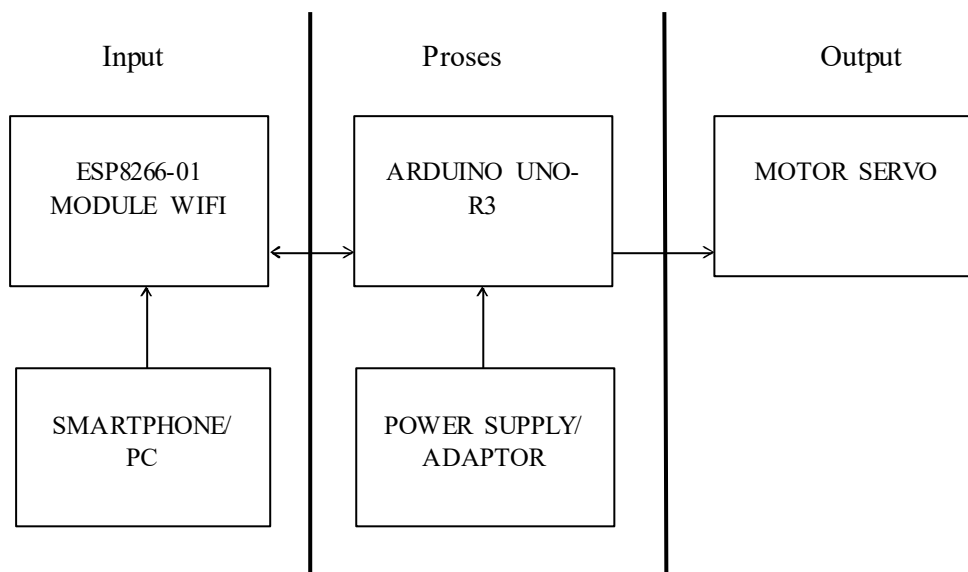 Input
Proses
Output
ESP8266-01
MODULE WIFI
ARDUINO UNO-
R3
MOTOR SERVO
SMARTPHONE/
PC
POWER SUPPLY/
ADAPTOR